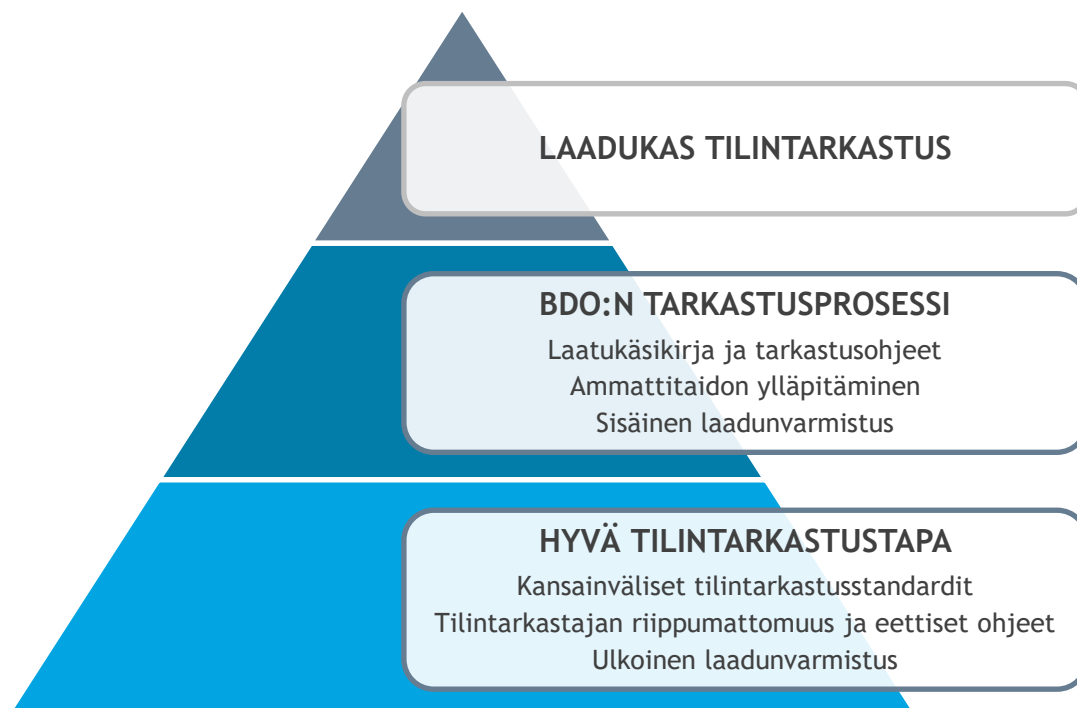 LAADUKAS TILINTARKASTUS
BDO:N TARKASTUSPROSESSI
Laatukäsikirja ja tarkastusohjeet
Ammattitaidon ylläpitäminen
Sisäinen laadunvarmistus
HYVÄ TILINTARKASTUSTAPA
Kansainväliset tilintarkastusstandardit
Tilintarkastajan riippumattomuus ja eettiset ohjeet
Ulkoinen laadunvarmistus